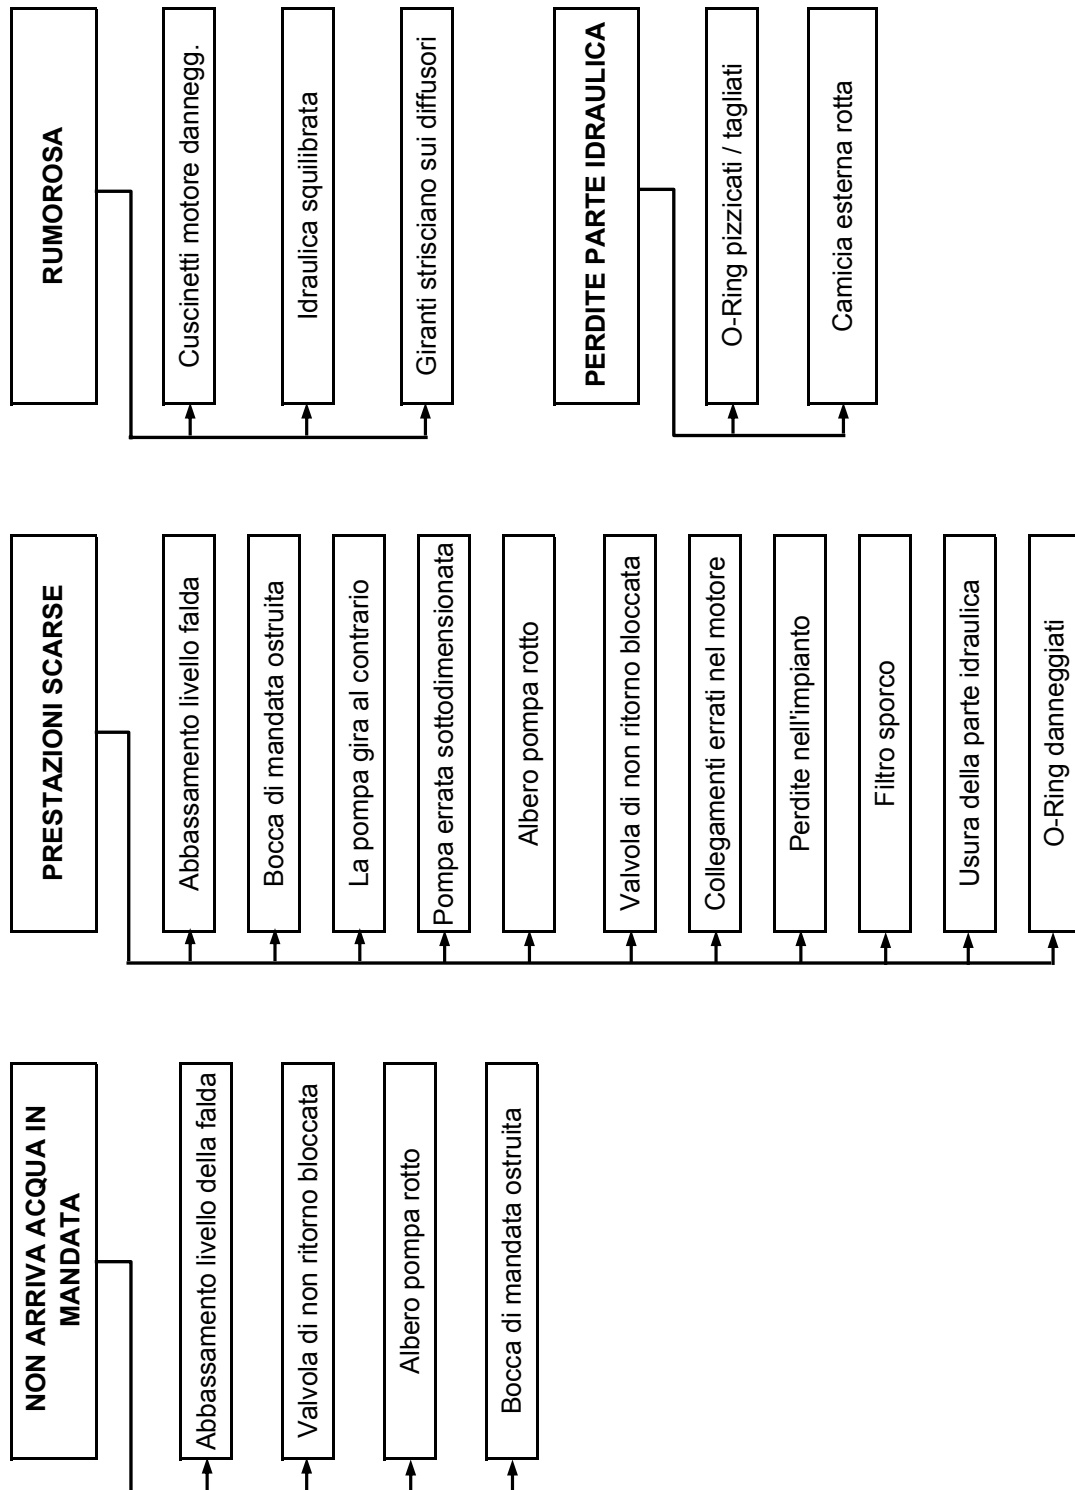 NON ARRIVA ACQUA IN
MANDATA
Abbassamento livello della falda
Valvola di non ritorno bloccata
Albero pompa rotto
Bocca di mandata ostruita
PRESTAZIONI SCARSE
Abbassamento livello falda
Bocca di mandata ostruita
La pompa gira al contrario
Pompa errata sottodimensionata
Albero pompa rotto
Valvola di non ritorno bloccata
Collegamenti errati nel motore
Perdite nell'impianto
Filtro sporco
Usura della parte idraulica
O-Ring danneggiati
RUMOROSA
Cuscinetti motore dannegg.
Idraulica squilibrata
Giranti strisciano sui diffusori
PERDITE PARTE IDRAULICA
O-Ring pizzicati / tagliati
Camicia esterna rotta